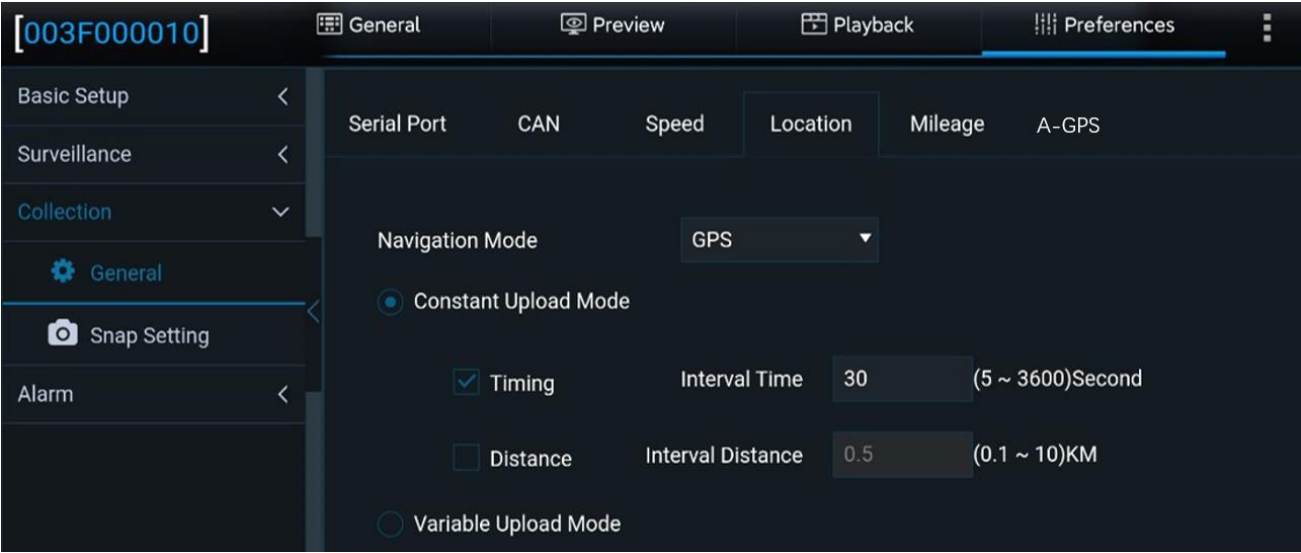 [003F000010]
General
Preview
Playback
Preferences
Basic Setup
Surveillance
Collection
General
Snap Setting
Alarm
Serial Port CAN Speed Location Mileage A-GPS
Navigation Mode GPS
Constant Upload Mode
Timing Interval Time 30 (5 ~ 3600)Second
Distance Interval Distance 0.5 (0.1 ~ 10)KM
Variable Upload Mode